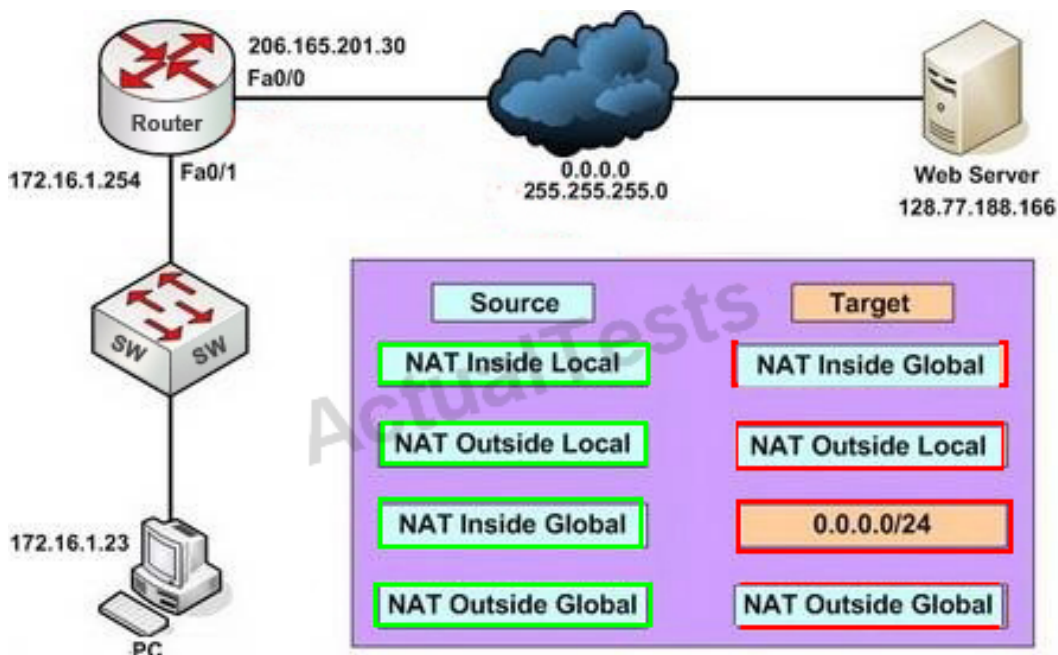 206.165.201.30
Fa0/0
Router
172.16.1.254
Fa0/1
0.0.0.0
255.255.255.0
Web Server
128.77.188.166
SW
SW
172.16.1.23
PC
Source
Target
NAT Inside Local
NAT Inside Global
NAT Outside Local
NAT Outside Local
NAT Inside Global
0.0.0.0/24
NAT Outside Global
NAT Outside Global
ActualTests